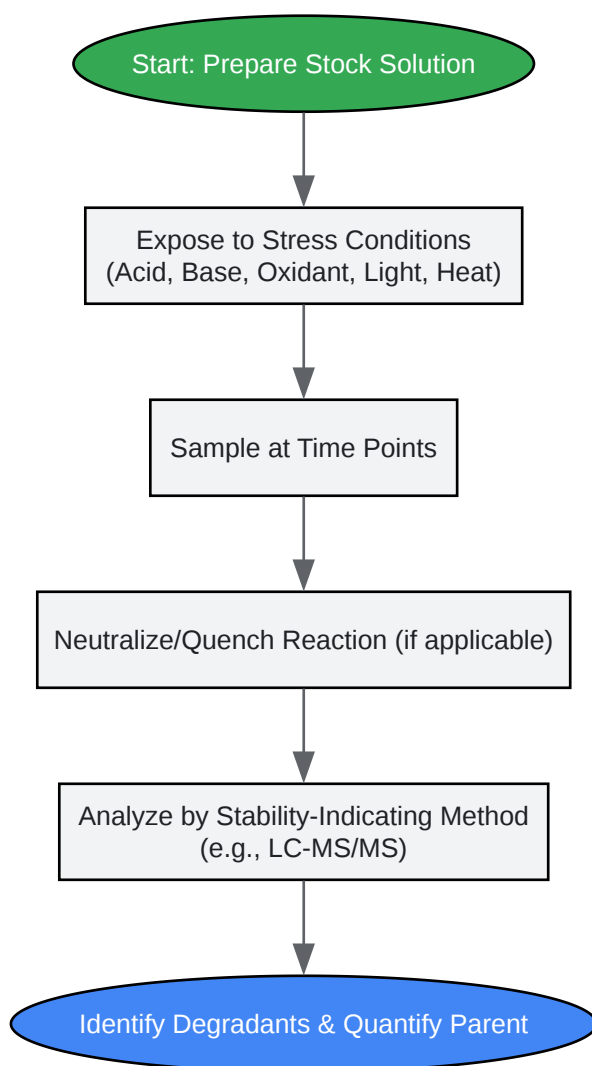 Start: Prepare Stock Solution
Expose to Stress Conditions
(Acid, Base, Oxidant, Light, Heat)
Sample at Time Points
Neutralize/Quench Reaction (if applicable)
Analyze by Stability-Indicating Method
(e.g., LC-MS/MS)
Identify Degradants & Quantify Parent